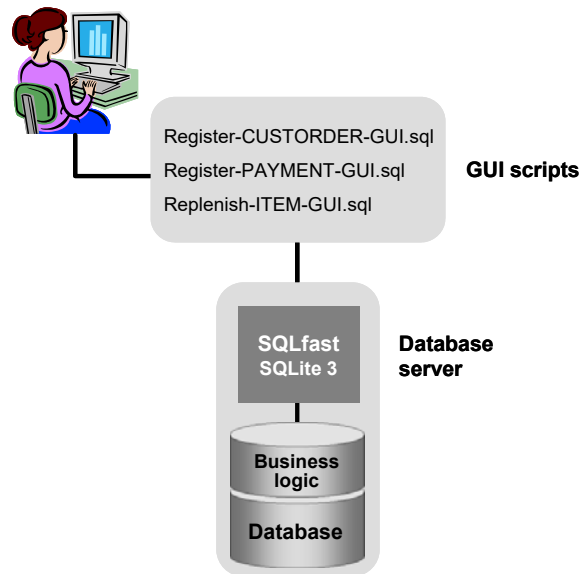 Register-CUSTORDER-GUI.sql
Register-PAYMENT-GUI.sql
Replenish-ITEM-GUI.sql
GUI scripts
SQLfast
SQLite 3
Database
server
Business
logic
Database